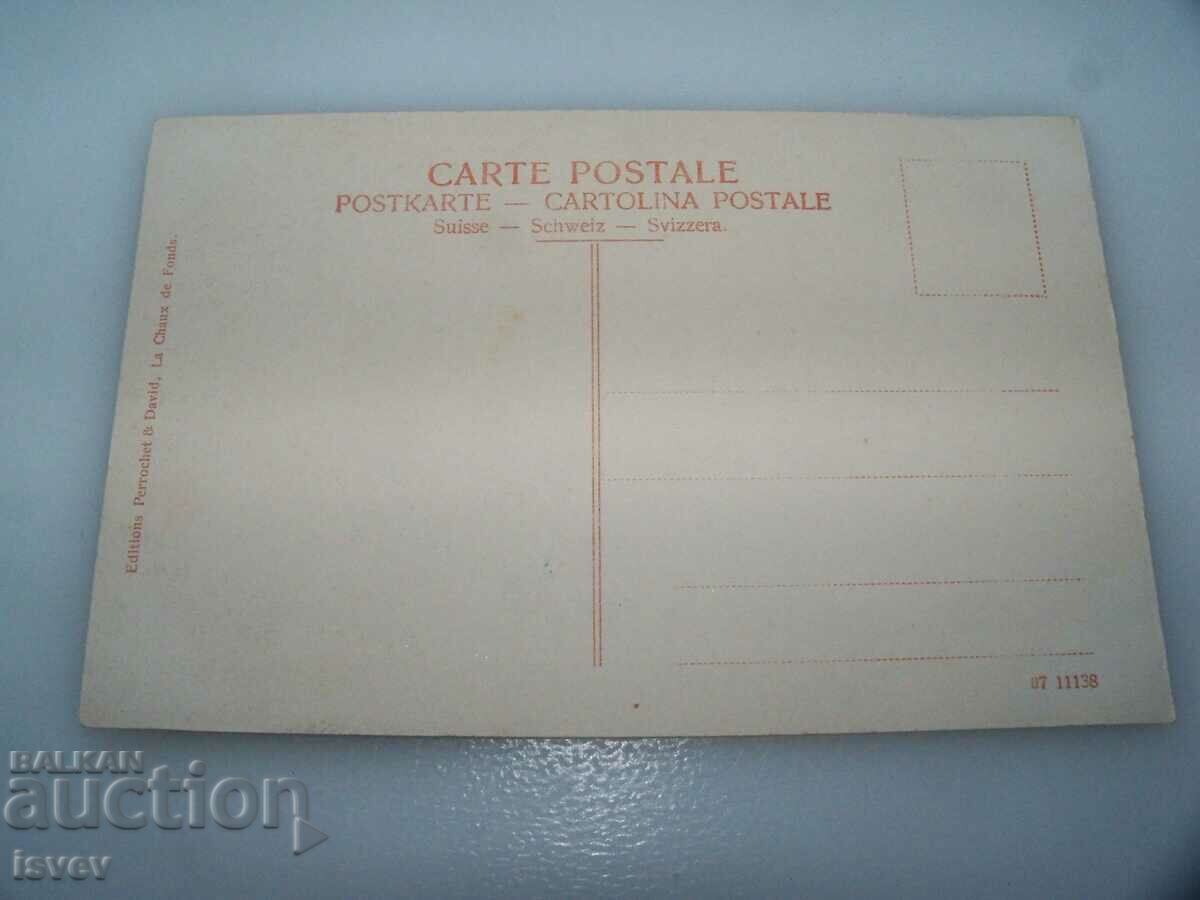 CARTE POSTALE
POSTKARTE — CARTOLINA POSTALE
Suisse — Schweiz — Svizzera.
Editions Perrochet & David, La Chaux de Fonds.
07 11138
BALKAN
auction
isvev